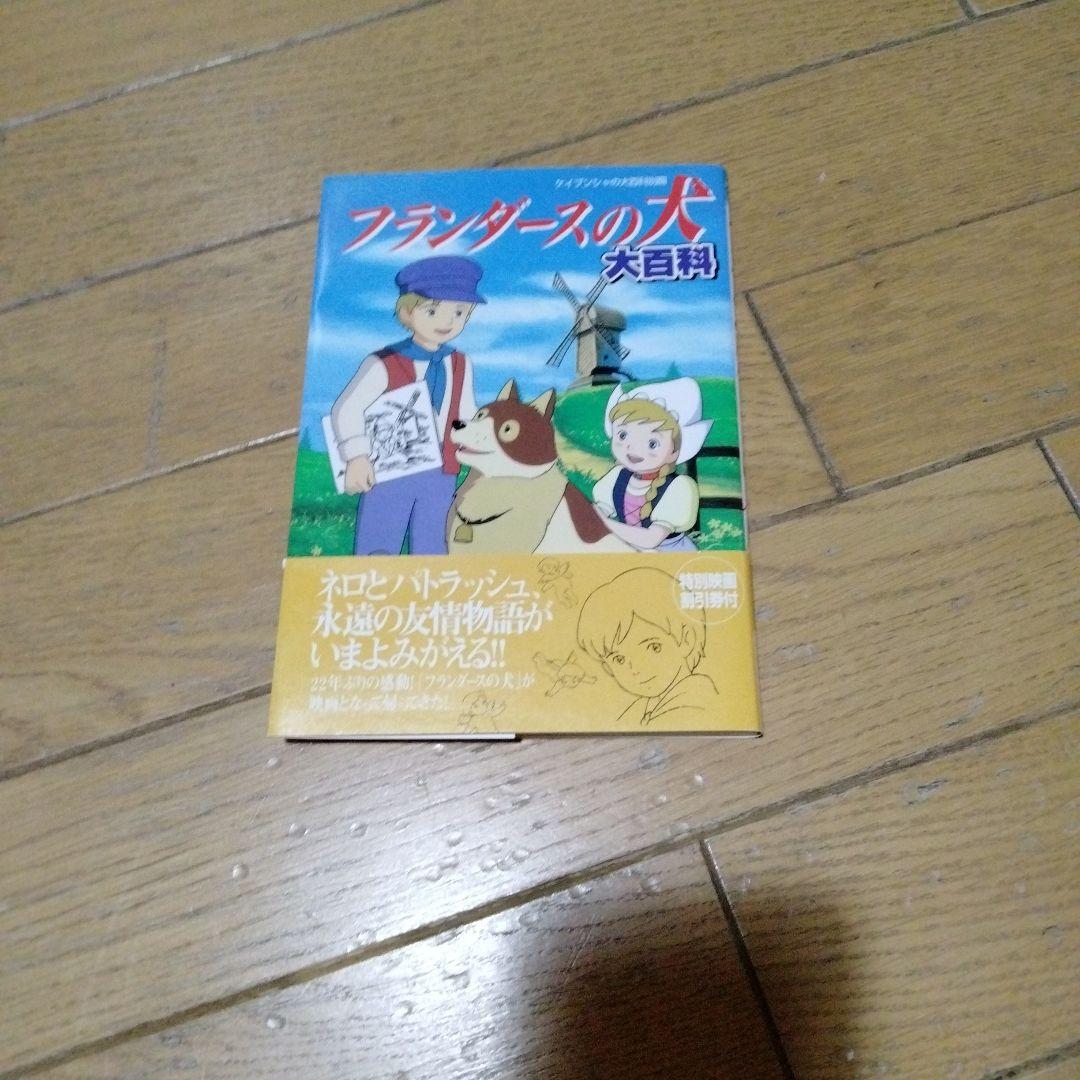 ケイブンシャの大百科別冊
フランダースの犬
大百科
ネロとパトラッシュ、
永遠の友情物語が
いまよみがえる!!
22年ぶりの感動!「フランダースの犬」が
映画となって帰ってきた!
特別映画
割引券付